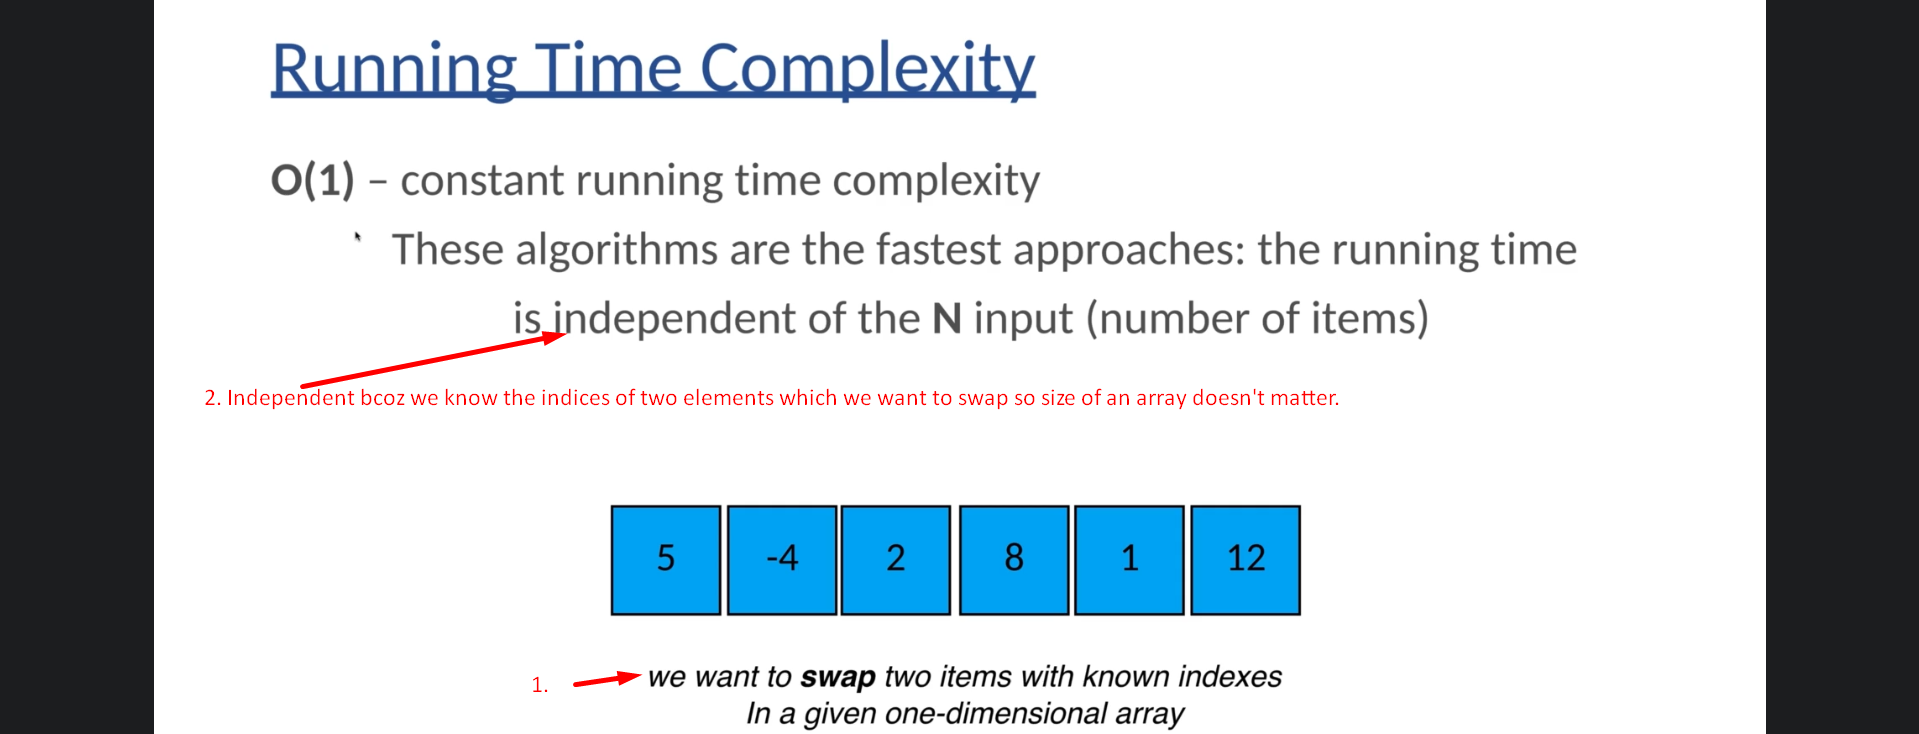 Running Time Complexity
O(1) – constant running time complexity
These algorithms are the fastest approaches: the running time
is independent of the N input (number of items)
2. Independent bcoz we know the indices of two elements which we want to swap so size of an array doesn't matter.
5 -4 2 8 1 12
1. we want to swap two items with known indexes
In a given one-dimensional array